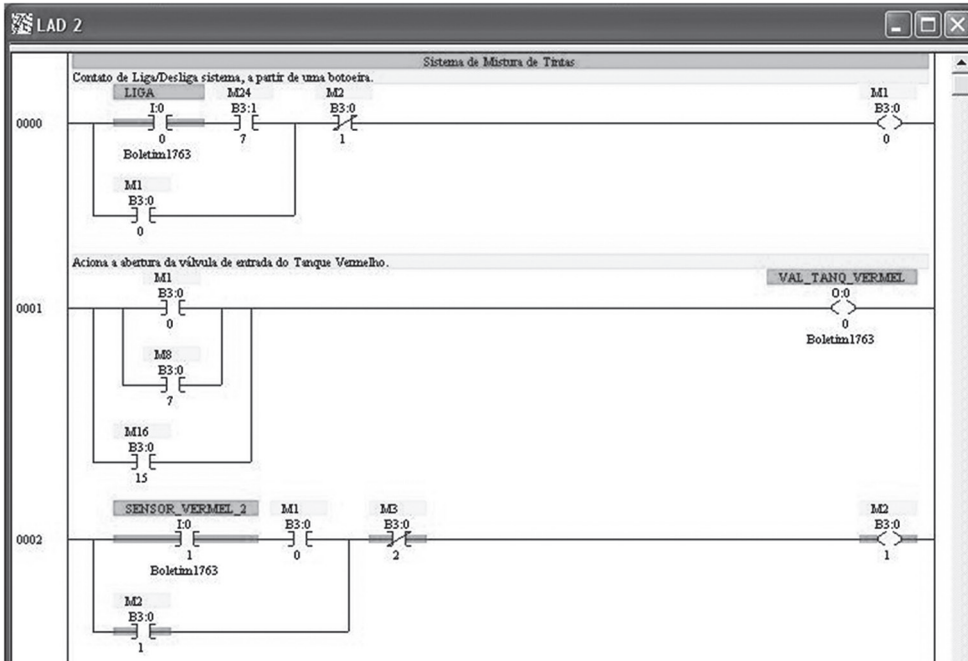 LAD 2
Sistema de Mistura de Tintas
Contato de Liga/Desliga sistema, a partir de uma botoeira.
LIGA M24 M2 M1
I:0 B3:1 B3:0 B3:0
0000
0 7 1 0
Boletim1763
M1
B3:0
0
Aciona a abertura da válvula de entrada do Tanque Vermelho.
M1 VAL_TANQ_VERMEL
B3:0 O:0
0001
0 0
Boletim1763
M8
B3:0
7
M16
B3:0
15
SENSOR_VERMEL_2 M1 M3 M2
I:0 B3:0 B3:0 B3:0
0002
1 0 2 1
Boletim1763
M2
B3:0
1